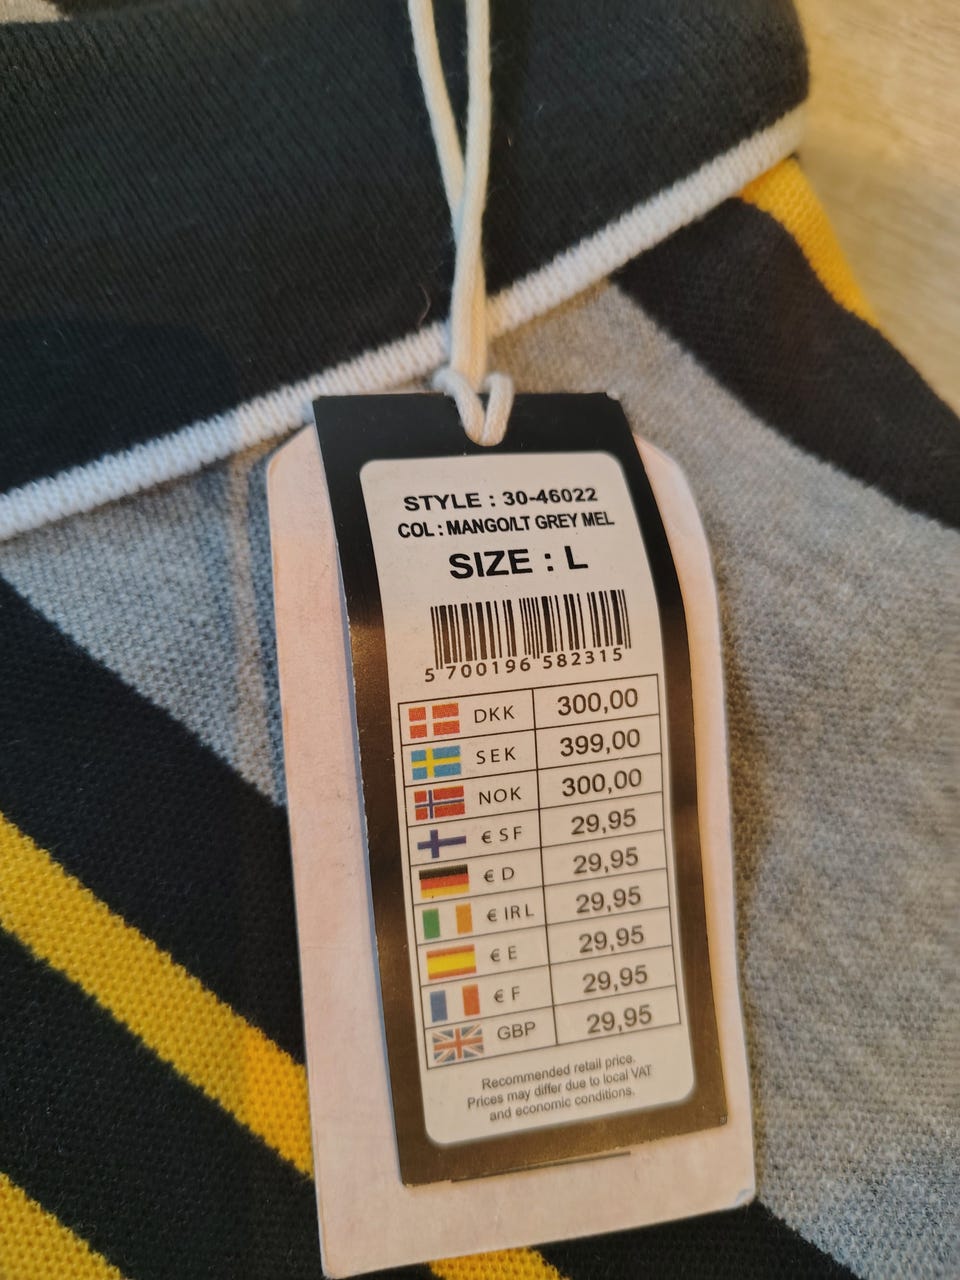 STYLE : 30-46022
COL : MANGO/LT GREY MEL
SIZE : L
5 700196 582315
DKK 300,00
SEK 399,00
NOK 300,00
€ SF 29,95
€ D 29,95
€ IRL 29,95
€ E 29,95
€ F 29,95
GBP 29,95
Recommended retail price.
Prices may differ due to local VAT
and economic conditions.